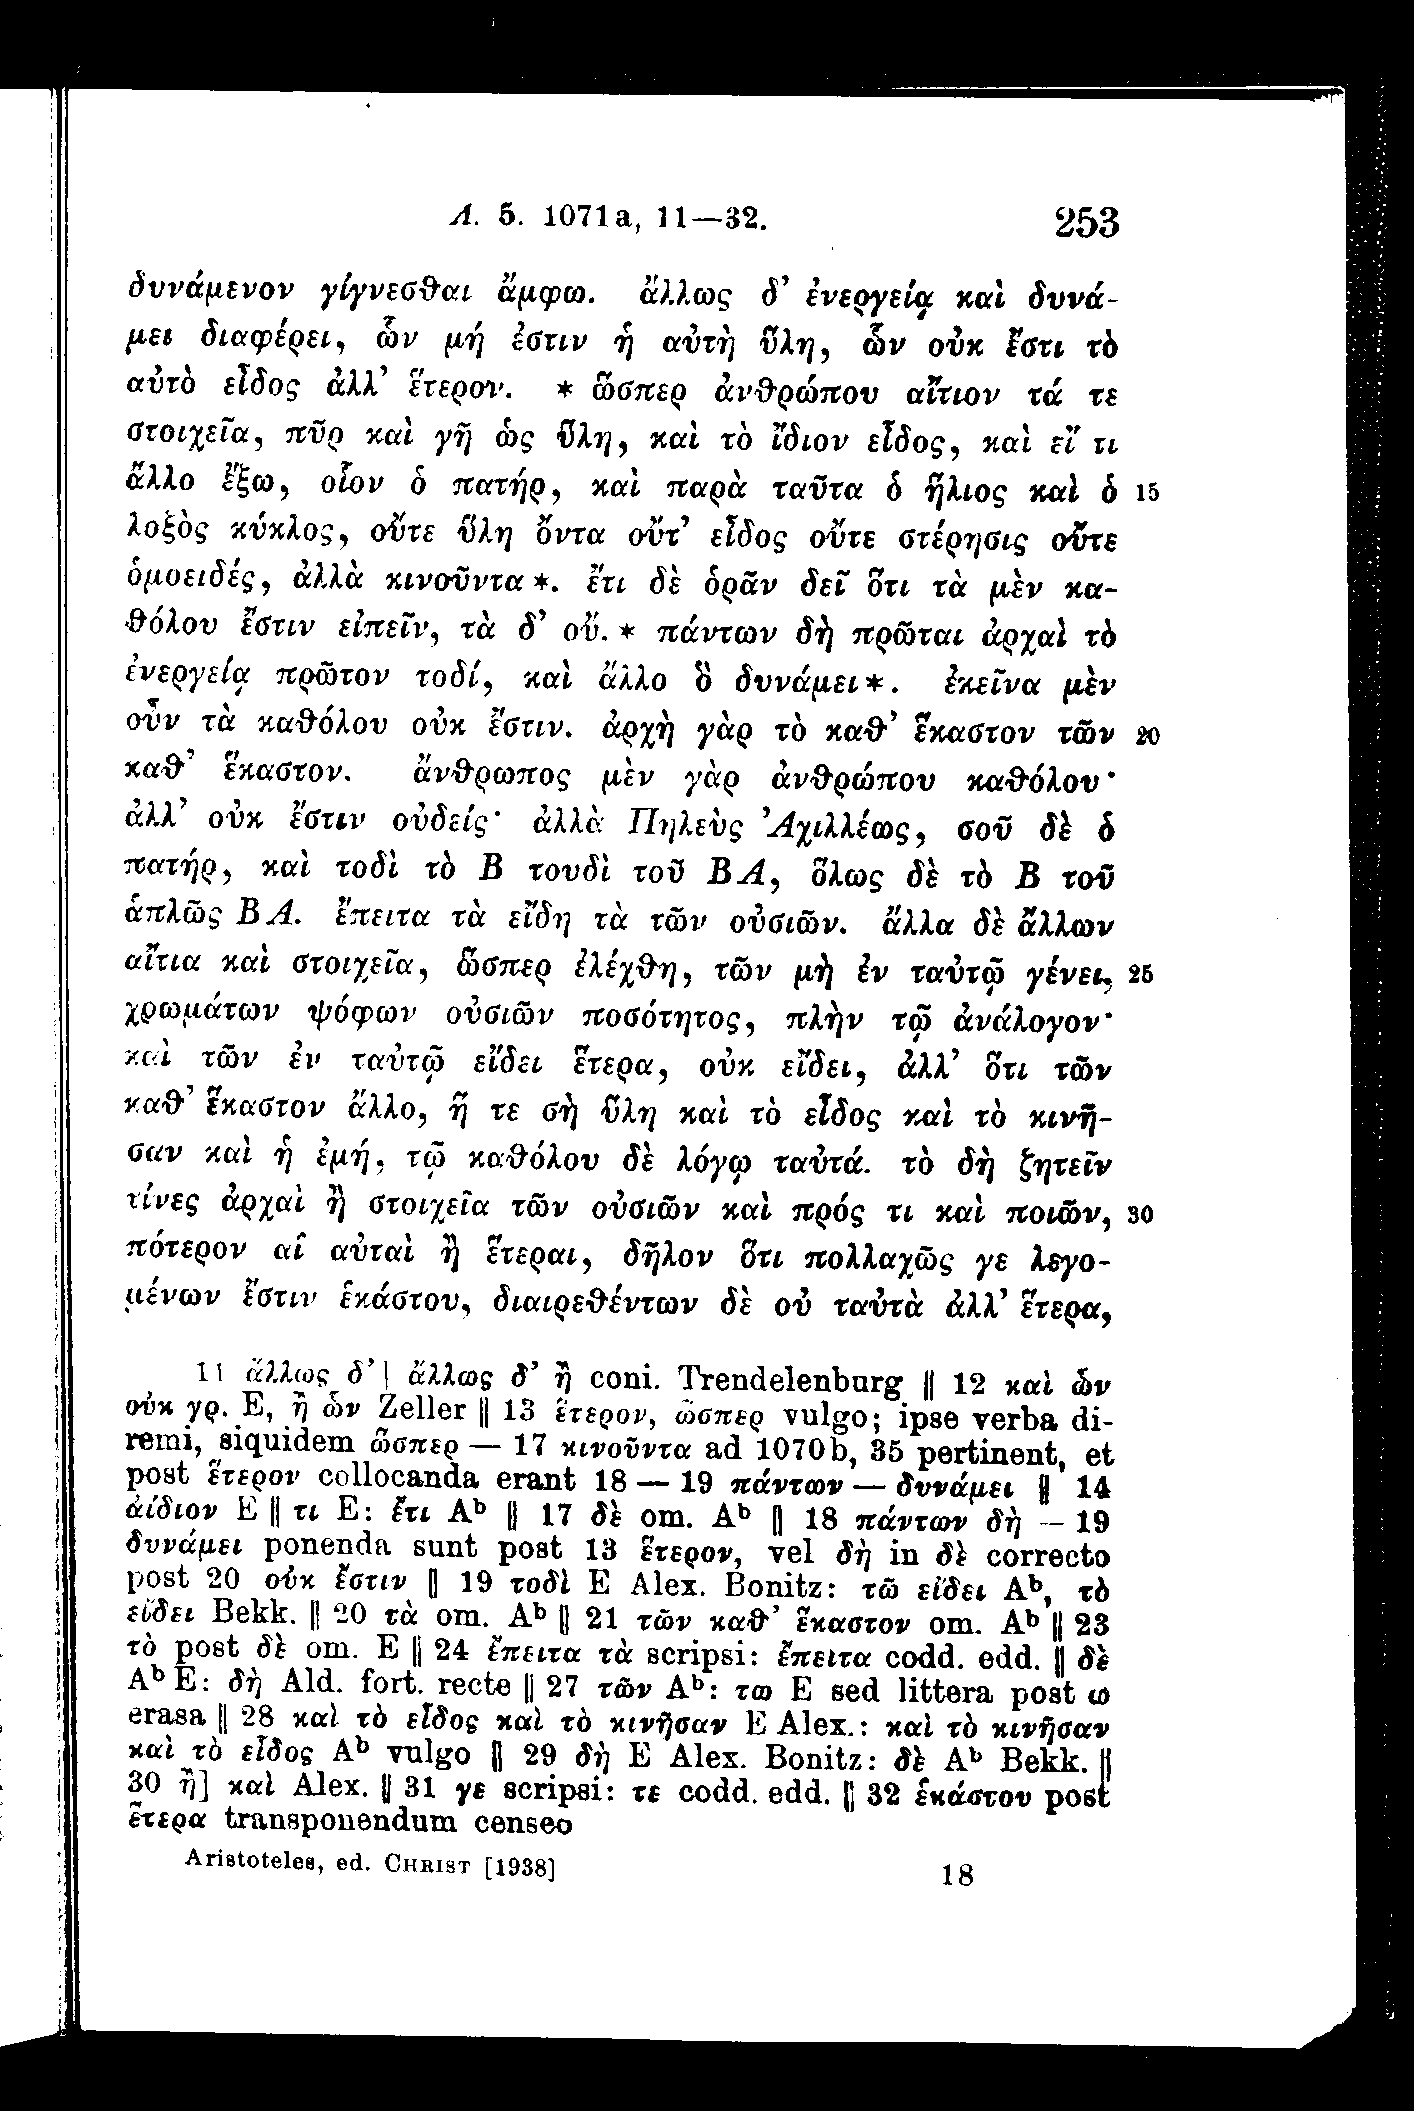 Λ. 5. 1071a, 11—32. 253
δυνάμενον γίγνεσθαι ἄμφω. ἄλλως δ’ ἐνεργείᾳ καὶ δυνά-
μει διαφέρει, ὧν μή ἐστιν ἡ αὐτὴ ὕλη, ὧν οὐκ ἔστι τὸ
αὐτὸ εἶδος ἀλλ’ ἕτερον. * ὥσπερ ἀνθρώπου αἴτιον τά τε
στοιχεῖα, πῦρ καὶ γῆ ὡς ὕλη, καὶ τὸ ἴδιον εἶδος, καὶ εἴ τι
ἄλλο ἔξω, οἷον ὁ πατήρ, καὶ παρὰ ταῦτα ὁ ἥλιος καὶ ὁ 15
λοξὸς κύκλος, οὔτε ὕλη ὄντα οὔτ’ εἶδος οὔτε στέρησις οὔτε
ὁμοειδές, ἀλλὰ κινοῦντα *. ἔτι δὲ ὁρᾶν δεῖ ὅτι τὰ μὲν κα-
θόλου ἔστιν εἰπεῖν, τὰ δ’ οὔ. * πάντων δὴ πρῶται ἀρχαὶ τὸ
ἐνεργείᾳ πρῶτον τοδί, καὶ ἄλλο ὃ δυνάμει *. ἐκεῖνα μὲν
οὖν τὰ καθόλου οὐκ ἔστιν. ἀρχὴ γὰρ τὸ καθ’ ἕκαστον τῶν 20
καθ’ ἕκαστον. ἄνθρωπος μὲν γὰρ ἀνθρώπου καθόλου·
ἀλλ’ οὐκ ἔστιν οὐδείς· ἀλλὰ Πηλεὺς Ἀχιλλέως, σοῦ δὲ ὁ
πατήρ, καὶ τοδὶ τὸ Β τουδὶ τοῦ ΒΑ, ὅλως δὲ τὸ Β τοῦ
ἁπλῶς ΒΑ. ἔπειτα τὰ εἴδη τὰ τῶν οὐσιῶν. ἄλλα δὲ ἄλλων
αἴτια καὶ στοιχεῖα, ὥσπερ ἐλέχθη, τῶν μὴ ἐν ταὐτῷ γένει, 25
χρωμάτων ψόφων οὐσιῶν ποσότητος, πλὴν τῷ ἀνάλογον·
καὶ τῶν ἐν ταὐτῷ εἴδει ἕτερα, οὐκ εἴδει, ἀλλ’ ὅτι τῶν
καθ’ ἕκαστον ἄλλο, ἥ τε σὴ ὕλη καὶ τὸ εἶδος καὶ τὸ κινῆ-
σαν καὶ ἡ ἐμή, τῷ καθόλου δὲ λόγῳ ταὐτά. τὸ δὴ ζητεῖν
τίνες ἀρχαὶ ἢ στοιχεῖα τῶν οὐσιῶν καὶ πρός τι καὶ ποιῶν, 30
πότερον αἱ αὐταὶ ἢ ἕτεραι, δῆλον ὅτι πολλαχῶς γε λεγο-
μένων ἔστιν ἑκάστου, διαιρεθέντων δὲ οὐ ταὐτὰ ἀλλ’ ἕτερα,
11 ἄλλως δ’] ἄλλως δ’ ἢ coni. Trendelenburg || 12 καὶ ὧν
οὐκ γρ. E, ἢ ὧν Zeller || 13 ἕτερον, ὥσπερ vulgo; ipse verba di-
remi, siquidem ὥσπερ — 17 κινοῦντα ad 1070b, 35 pertinent, et
post ἕτερον collocanda erant 18 — 19 πάντων — δυνάμει || 14
ἀίδιον E || τι E: ἔτι Aᵇ || 17 δὲ om. Aᵇ || 18 πάντων δὴ — 19
δυνάμει ponenda sunt post 13 ἕτερον, vel δὴ in δὲ correcto
post 20 οὐκ ἔστιν || 19 τοδὶ E Alex. Bonitz: τῶ εἴδει Aᵇ, τὸ
εἴδει Bekk. || 20 τὰ om. Aᵇ || 21 τῶν καθ’ ἕκαστον om. Aᵇ || 23
τὸ post δὲ om. E || 24 ἔπειτα τὰ scripsi: ἔπειτα codd. edd. || δὲ
Aᵇ E: δὴ Ald. fort. recte || 27 τῶν Aᵇ: τω E sed littera post ω
erasa || 28 καὶ τὸ εἶδος καὶ τὸ κινῆσαν E Alex.: καὶ τὸ κινῆσαν
καὶ τὸ εἶδος Aᵇ vulgo || 29 δὴ E Alex. Bonitz: δὲ Aᵇ Bekk. ||
30 ἢ] καὶ Alex. || 31 γε scripsi: τε codd. edd. || 32 ἑκάστου post
ἕτερα transponendum censeo
Aristoteles, ed. CHRIST [1938] 18